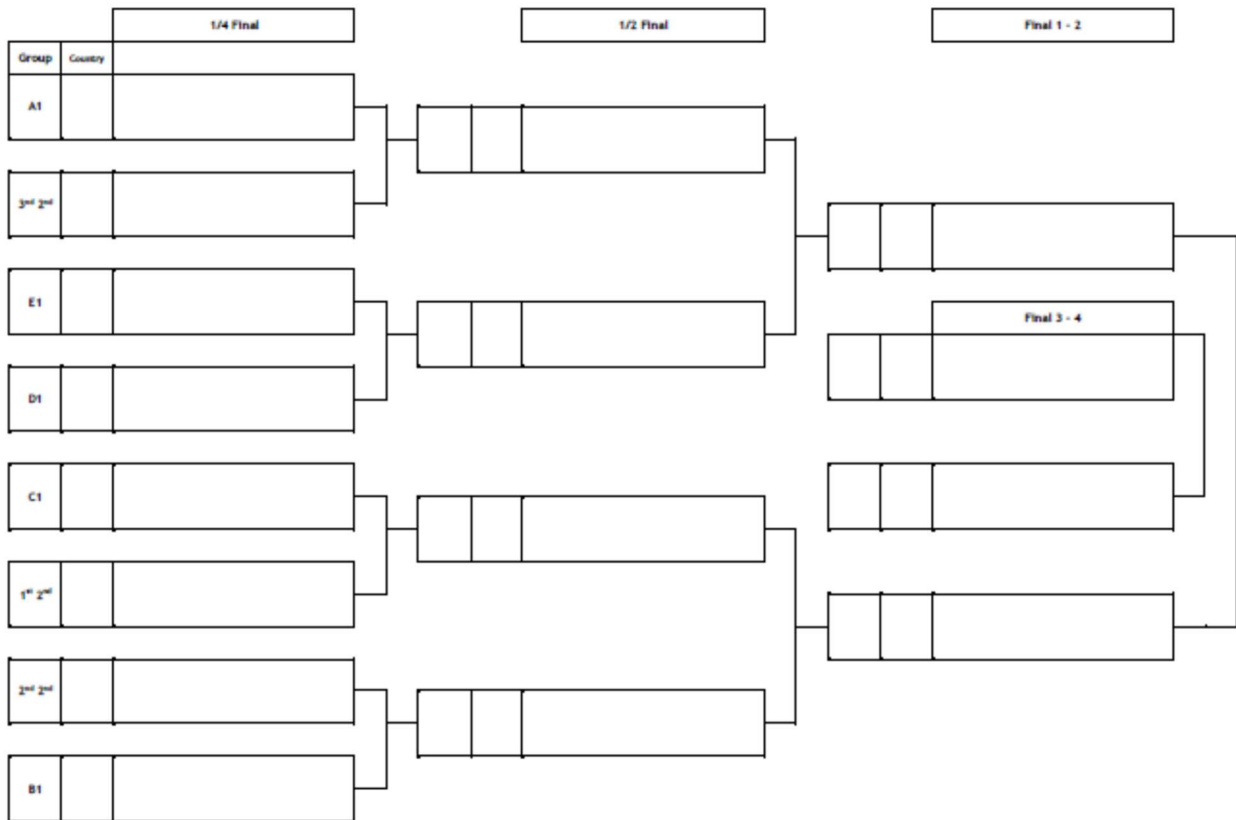 1/4 Final 1/2 Final Final 1 - 2
Group Country
A1
3ʳᵈ 2ⁿᵈ
E1
Final 3 - 4
D1
C1
1ˢᵗ 2ⁿᵈ
2ⁿᵈ 2ⁿᵈ
B1